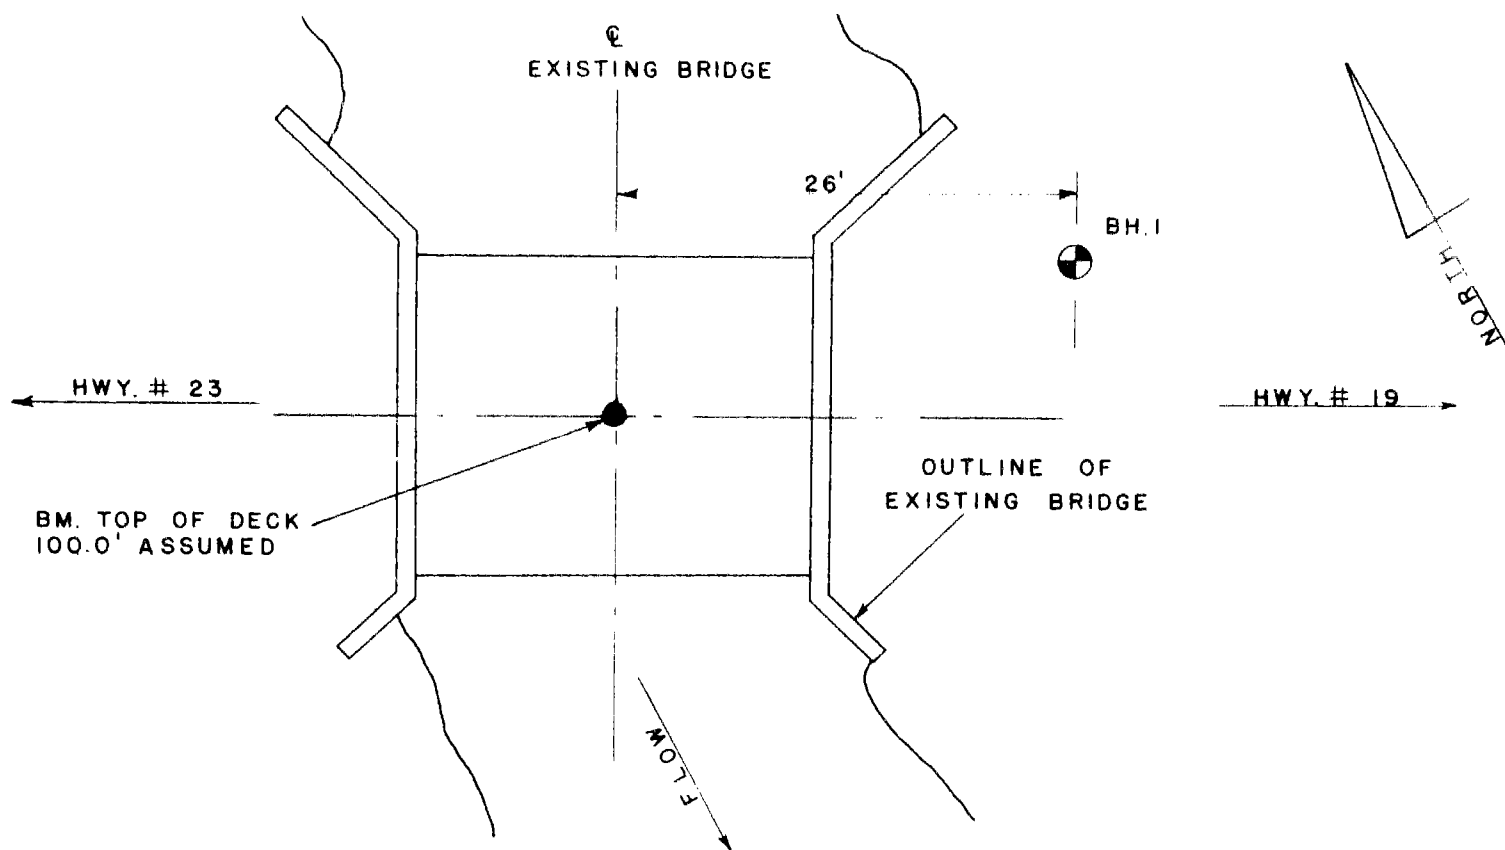 ℄
EXISTING BRIDGE
26'
BH. 1
NORTH
HWY. # 23
HWY. # 19
OUTLINE OF
EXISTING BRIDGE
BM. TOP OF DECK
100.0' ASSUMED
FLOW